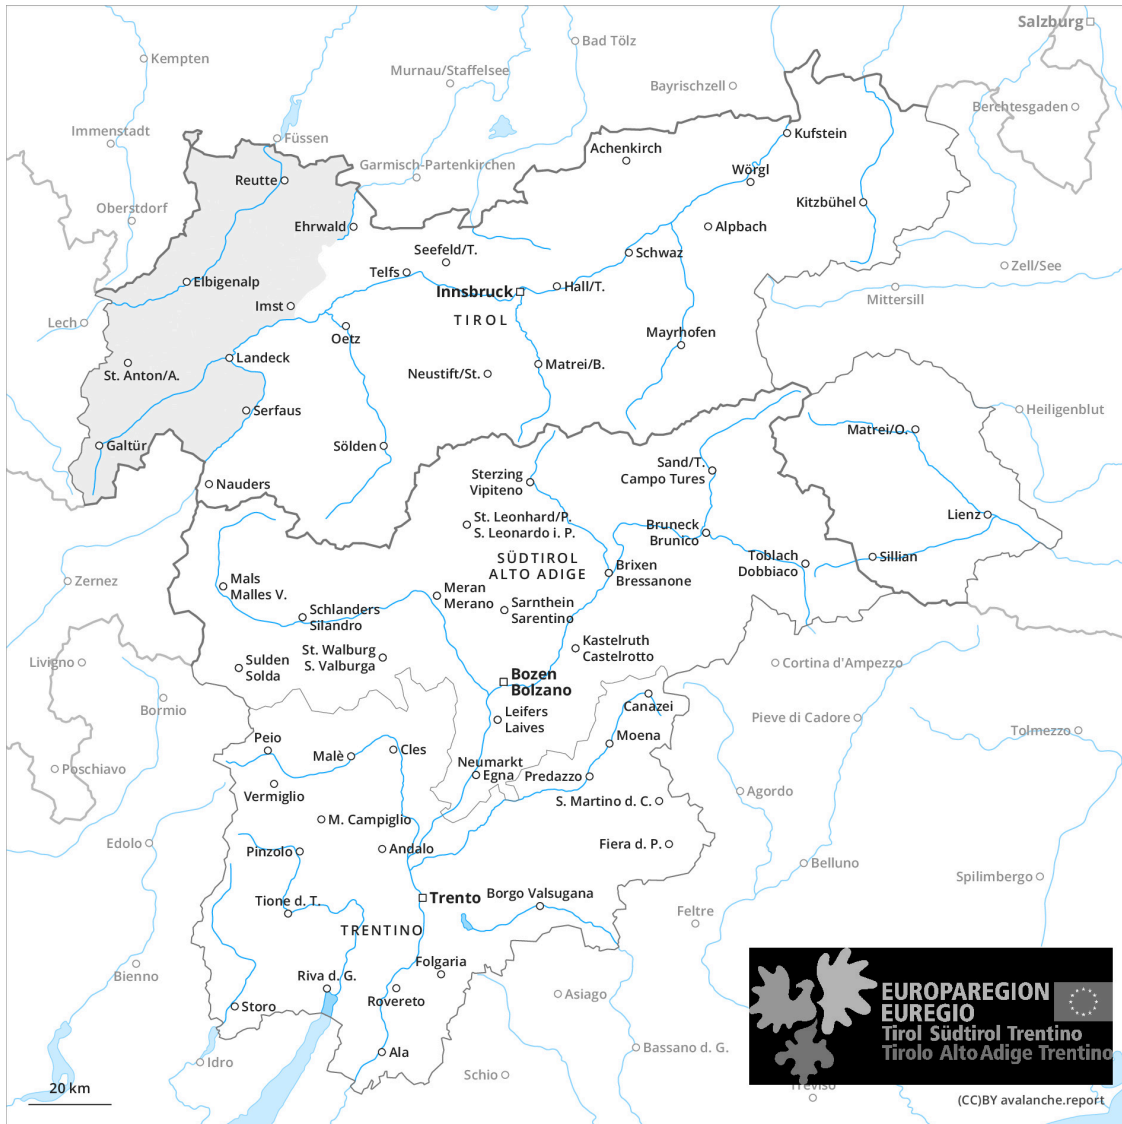 Salzburg
Bad Tölz
Kempten
Murnau/Staffelsee
Bayrischzell
Berchtesgaden
Immenstadt
Füssen
Kufstein
Achenkirch
Garmisch-Partenkirchen
Wörgl
Reutte
Oberstdorf
Kitzbühel
Ehrwald
Alpbach
Seefeld/T.
Schwaz
Zell/See
Telfs
Elbigenalp
Hall/T.
Innsbruck
Mittersill
Imst
Lech
TIROL
Oetz
Mayrhofen
Landeck
Matrei/B.
St. Anton/A.
Neustift/St.
Serfaus
Heiligenblut
Matrei/O.
Galtür
Sölden
Sand/T.
Campo Tures
Sterzing
Vipiteno
Nauders
St. Leonhard/P.
S. Leonardo i. P.
Lienz
Bruneck
Brunico
SÜDTIROL
ALTO ADIGE
Toblach
Dobbiaco
Sillian
Brixen
Bressanone
Zernez
Mals
Malles V.
Meran
Merano
Sarnthein
Sarentino
Schlanders
Silandro
Kastelruth
Castelrotto
St. Walburg
S. Valburga
Livigno
Sulden
Solda
Cortina d'Ampezzo
Bozen
Bolzano
Bormio
Canazei
Leifers
Laives
Pieve di Cadore
Tolmezzo
Peio
Moena
Malè
Cles
Neumarkt
Egna
Poschiavo
Predazzo
Vermiglio
Agordo
S. Martino d. C.
M. Campiglio
Edolo
Pinzolo
Andalo
Fiera d. P.
Belluno
Spilimbergo
Borgo Valsugana
Trento
Tione d. T.
Feltre
TRENTINO
Folgaria
Bienno
Riva d. G.
Rovereto
Asiago
EUROPAREGION
EUREGIO
Tirol Südtirol Trentino
Tirolo Alto Adige Trentino
Storo
Ala
Bassano d. G.
Idro
Schio
Treviso
20 km
(CC)BY avalanche.report